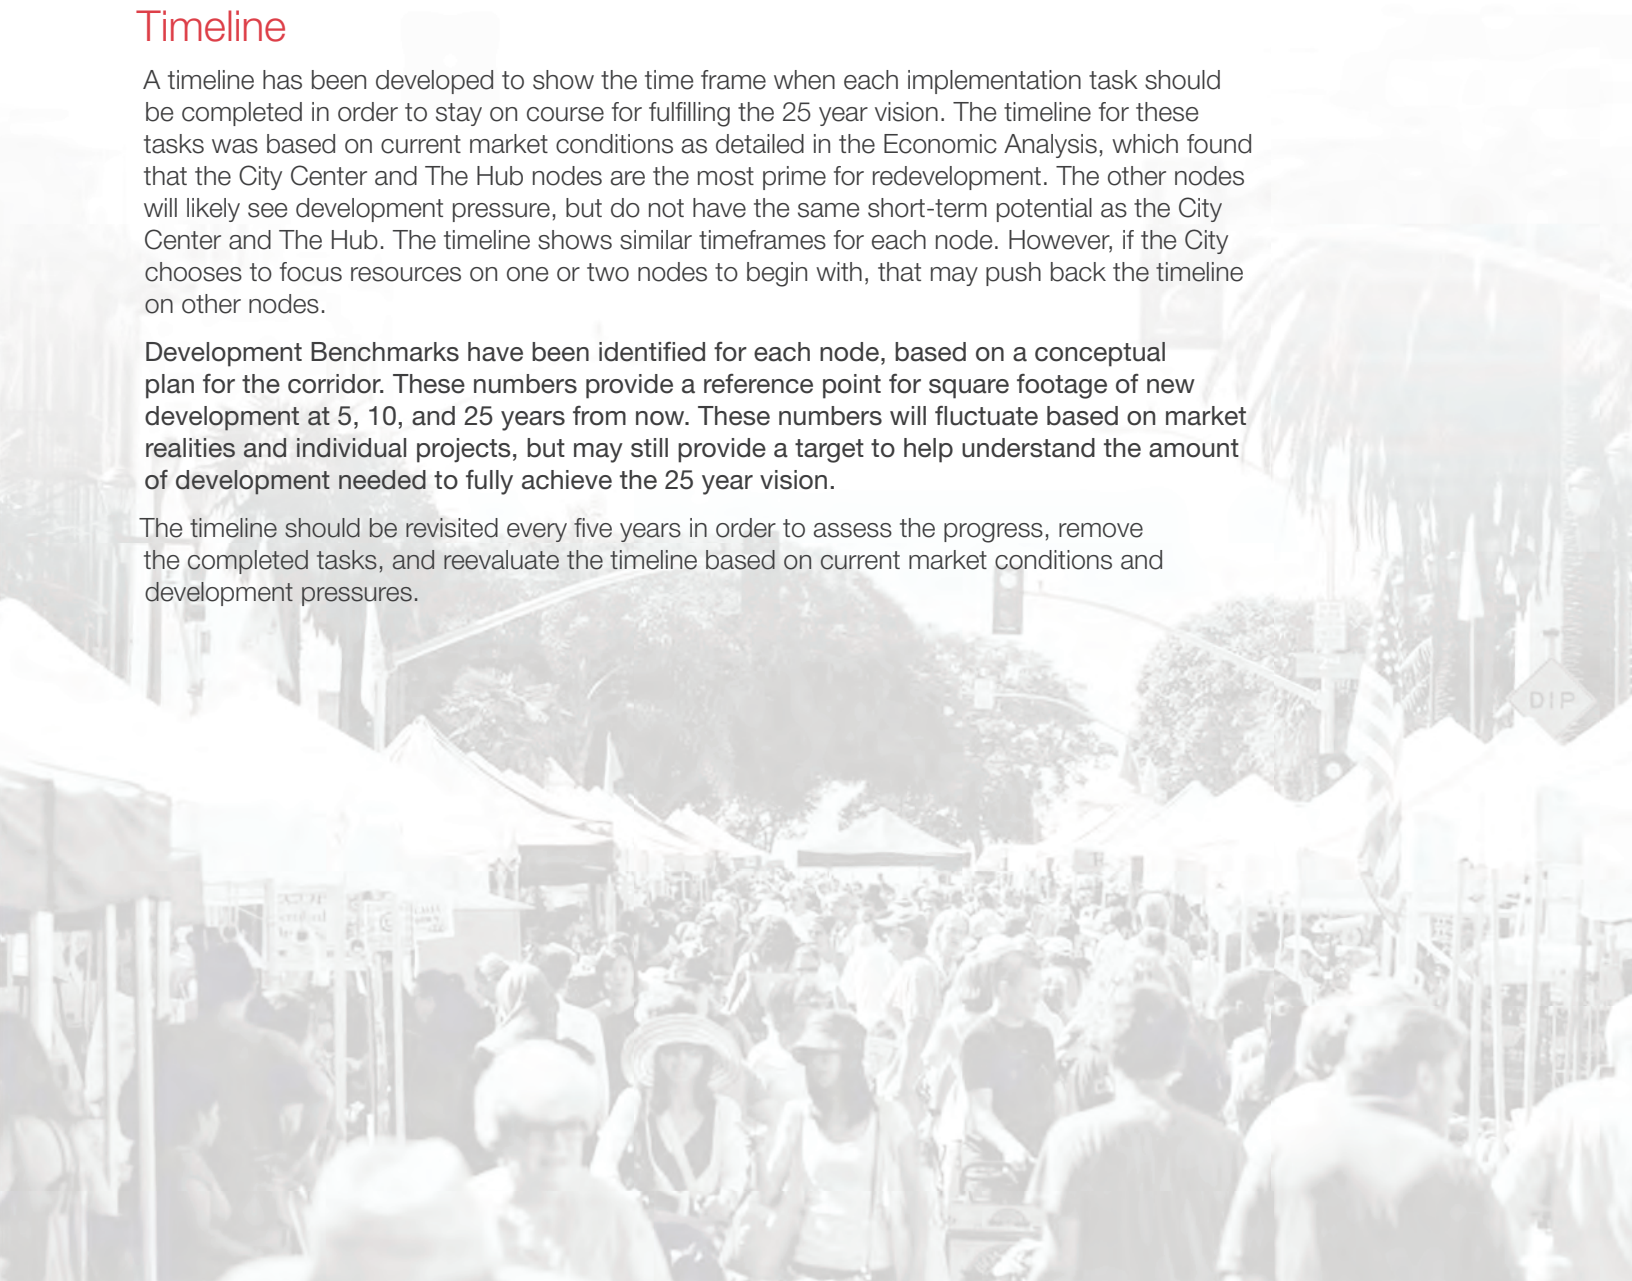 Timeline
A timeline has been developed to show the time frame when each implementation task should
be completed in order to stay on course for fulfilling the 25 year vision. The timeline for these
tasks was based on current market conditions as detailed in the Economic Analysis, which found
that the City Center and The Hub nodes are the most prime for redevelopment. The other nodes
will likely see development pressure, but do not have the same short-term potential as the City
Center and The Hub. The timeline shows similar timeframes for each node. However, if the City
chooses to focus resources on one or two nodes to begin with, that may push back the timeline
on other nodes.
Development Benchmarks have been identified for each node, based on a conceptual
plan for the corridor. These numbers provide a reference point for square footage of new
development at 5, 10, and 25 years from now. These numbers will fluctuate based on market
realities and individual projects, but may still provide a target to help understand the amount
of development needed to fully achieve the 25 year vision.
The timeline should be revisited every five years in order to assess the progress, remove
the completed tasks, and reevaluate the timeline based on current market conditions and
development pressures.
DIP